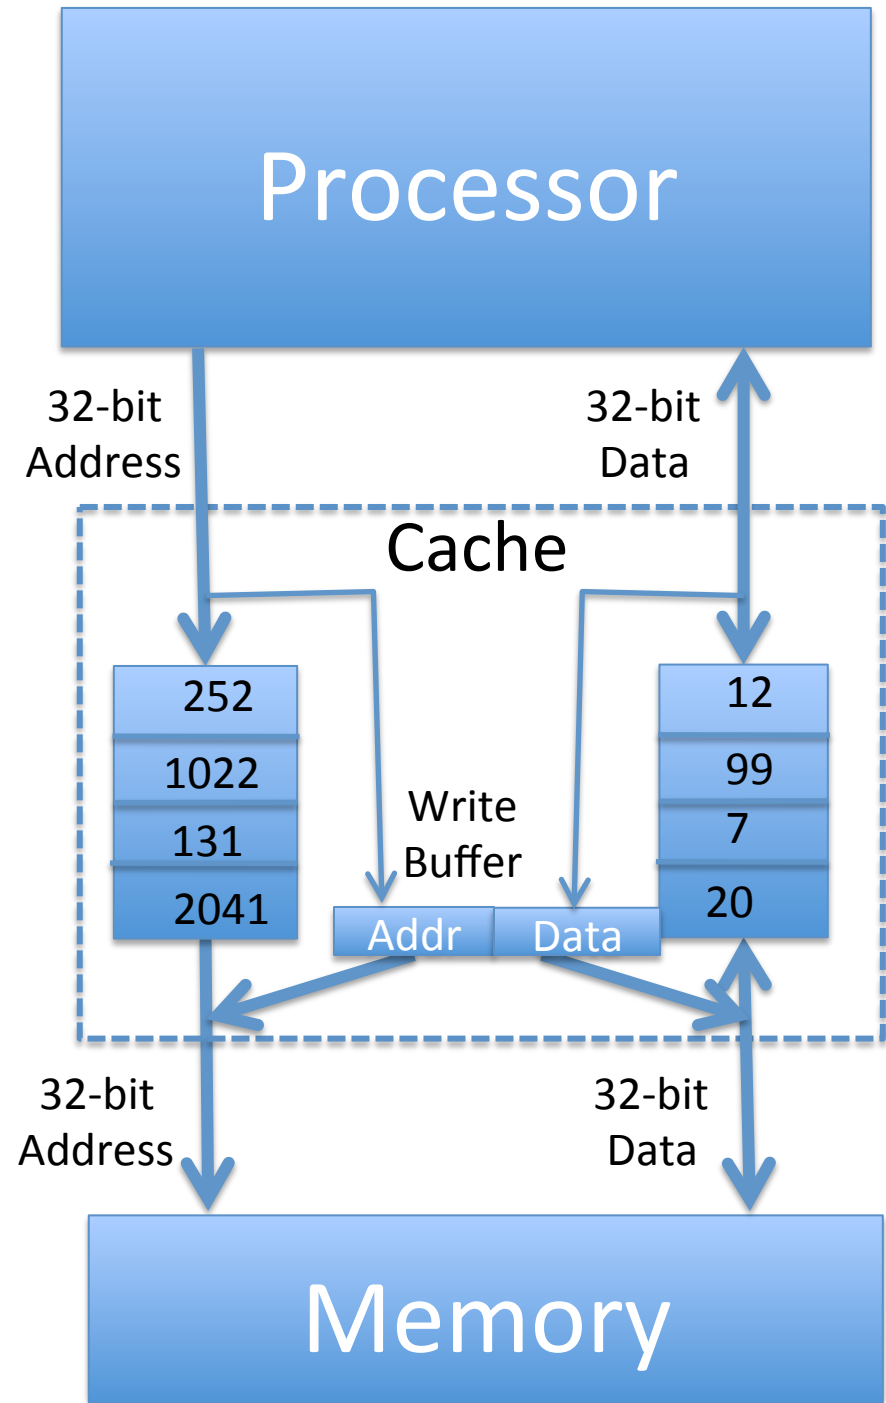 Processor
32-bit
Address
32-bit
Data
Cache
252
12
1022
99
131
7
2041
20
Write
Buffer
Addr
Data
32-bit
Address
32-bit
Data
Memory